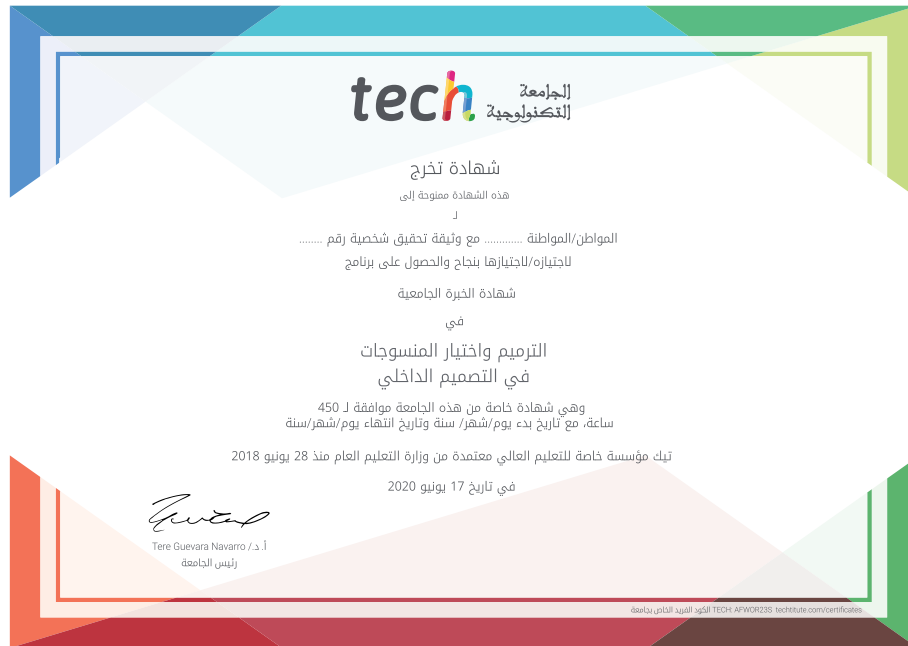 tech الجامعة
التكنولوجية
شهادة تخرج
هذه الشهادة ممنوحة إلى
لـ
المواطن/المواطنة ............ مع وثيقة تحقيق شخصية رقم ........
لاجتيازه/لاجتيازها بنجاح والحصول على برنامج
شهادة الخبرة الجامعية
في
الترميم واختيار المنسوجات
في التصميم الداخلي
وهي شهادة خاصة من هذه الجامعة موافقة لـ 450
ساعة، مع تاريخ بدء يوم/شهر/ سنة وتاريخ انتهاء يوم/شهر/سنة
تيك مؤسسة خاصة للتعليم العالي معتمدة من وزارة التعليم العام منذ 28 يونيو 2018
في تاريخ 17 يونيو 2020
أ.د./ Tere Guevara Navarro
رئيس الجامعة
الكود الفريد الخاص بجامعة TECH: AFWOR23S techtitute.com/certificates